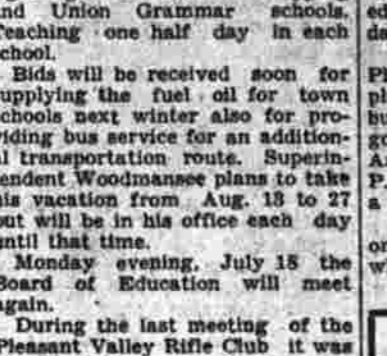 and Union Grammar schools.
Teaching one half day in each
school.
Bids will be received soon for
supplying the fuel oil for town
schools next winter also for pro-
viding bus service for an addition-
al transportation route. Superin-
tendent Woodmansee plans to take
his vacation from Aug. 13 to 27
but will be in his office each day
until that time.
Monday evening, July 18 the
Board of Education will meet
again.
During the last meeting of the
Pleasant Valley Rifle Club it was